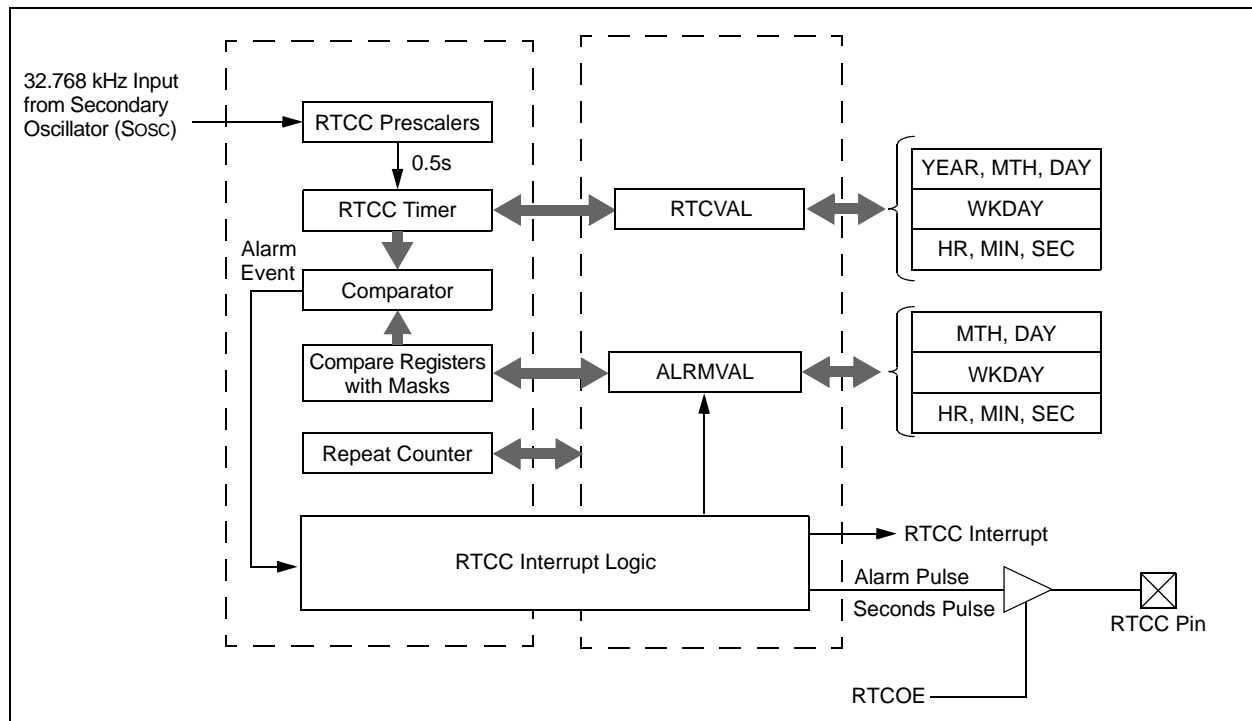 32.768 kHz Input
from Secondary
Oscillator (SOSC)
RTCC Prescalers
0.5s
RTCC Timer
RTCVAL
YEAR, MTH, DAY
WKDAY
HR, MIN, SEC
Alarm
Event
Comparator
Compare Registers
with Masks
ALRMVAL
MTH, DAY
WKDAY
HR, MIN, SEC
Repeat Counter
RTCC Interrupt Logic
RTCC Interrupt
Alarm Pulse
Seconds Pulse
RTCC Pin
RTCOE